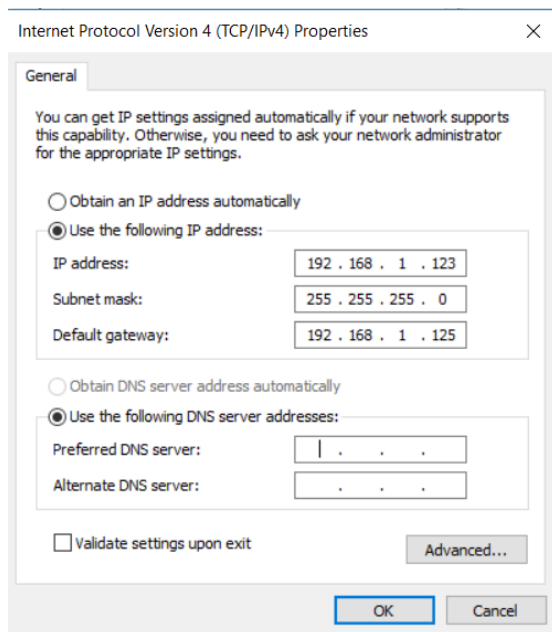 Internet Protocol Version 4 (TCP/IPv4) Properties
General
You can get IP settings assigned automatically if your network supports
this capability. Otherwise, you need to ask your network administrator
for the appropriate IP settings.
Obtain an IP address automatically
Use the following IP address:
IP address: 192 . 168 . 1 . 123
Subnet mask: 255 . 255 . 255 . 0
Default gateway: 192 . 168 . 1 . 125
Obtain DNS server address automatically
Use the following DNS server addresses:
Preferred DNS server: . . .
Alternate DNS server: . . .
Validate settings upon exit
Advanced...
OK Cancel